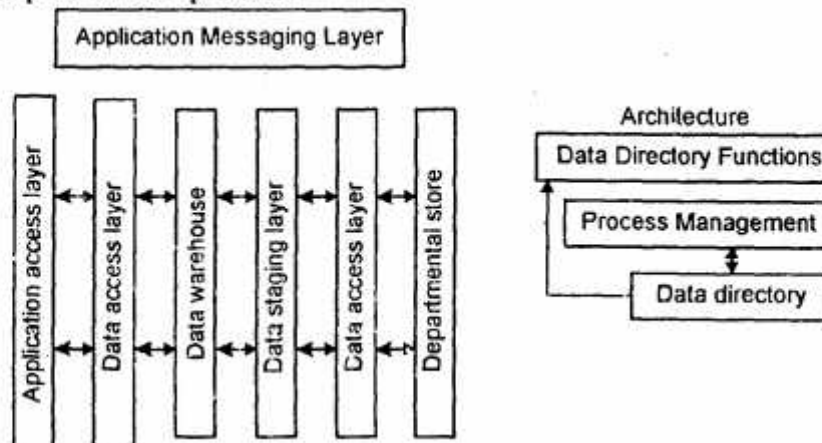 Application Messaging Layer
Application access layer
Data access layer
Data warehouse
Data staging layer
Data access layer
Departmental store
Architecture
Data Directory Functions
Process Management
Data directory